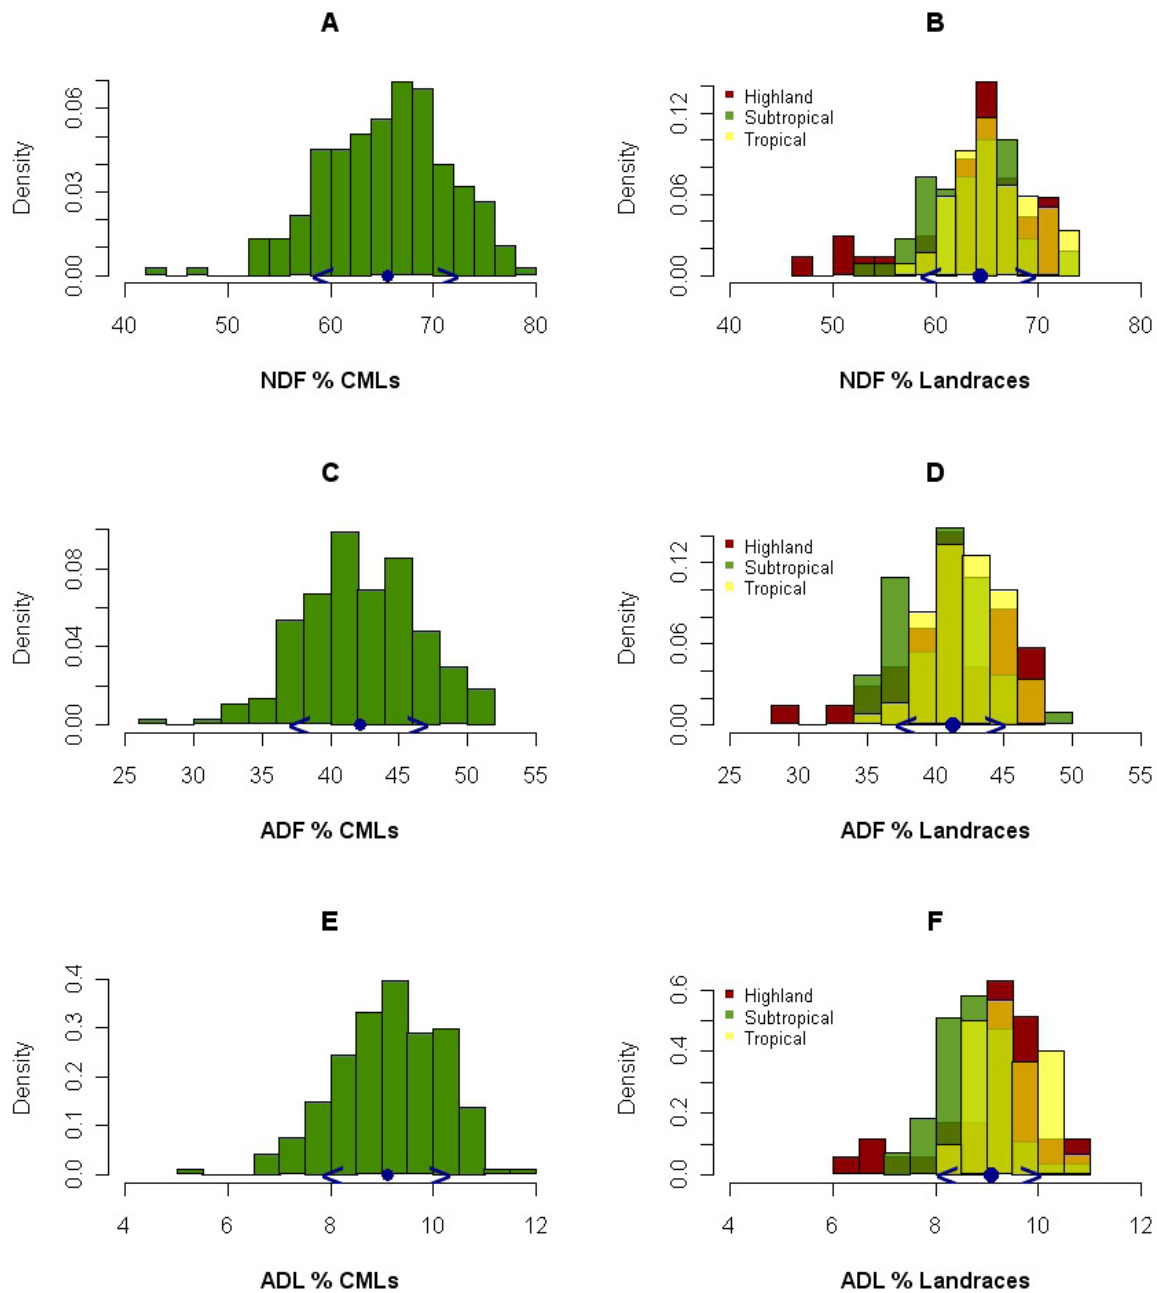 A
B
Density
0.00
0.03
0.06
40
50
60
70
80
NDF % CMLs
Density
0.00
0.06
0.12
Highland
Subtropical
Tropical
40
50
60
70
80
NDF % Landraces
C
D
Density
0.00
0.04
0.08
25
30
35
40
45
50
55
ADF % CMLs
Density
0.00
0.06
0.12
Highland
Subtropical
Tropical
25
30
35
40
45
50
55
ADF % Landraces
E
F
Density
0.0
0.1
0.2
0.3
0.4
4
6
8
10
12
ADL % CMLs
Density
0.0
0.2
0.4
0.6
Highland
Subtropical
Tropical
4
6
8
10
12
ADL % Landraces